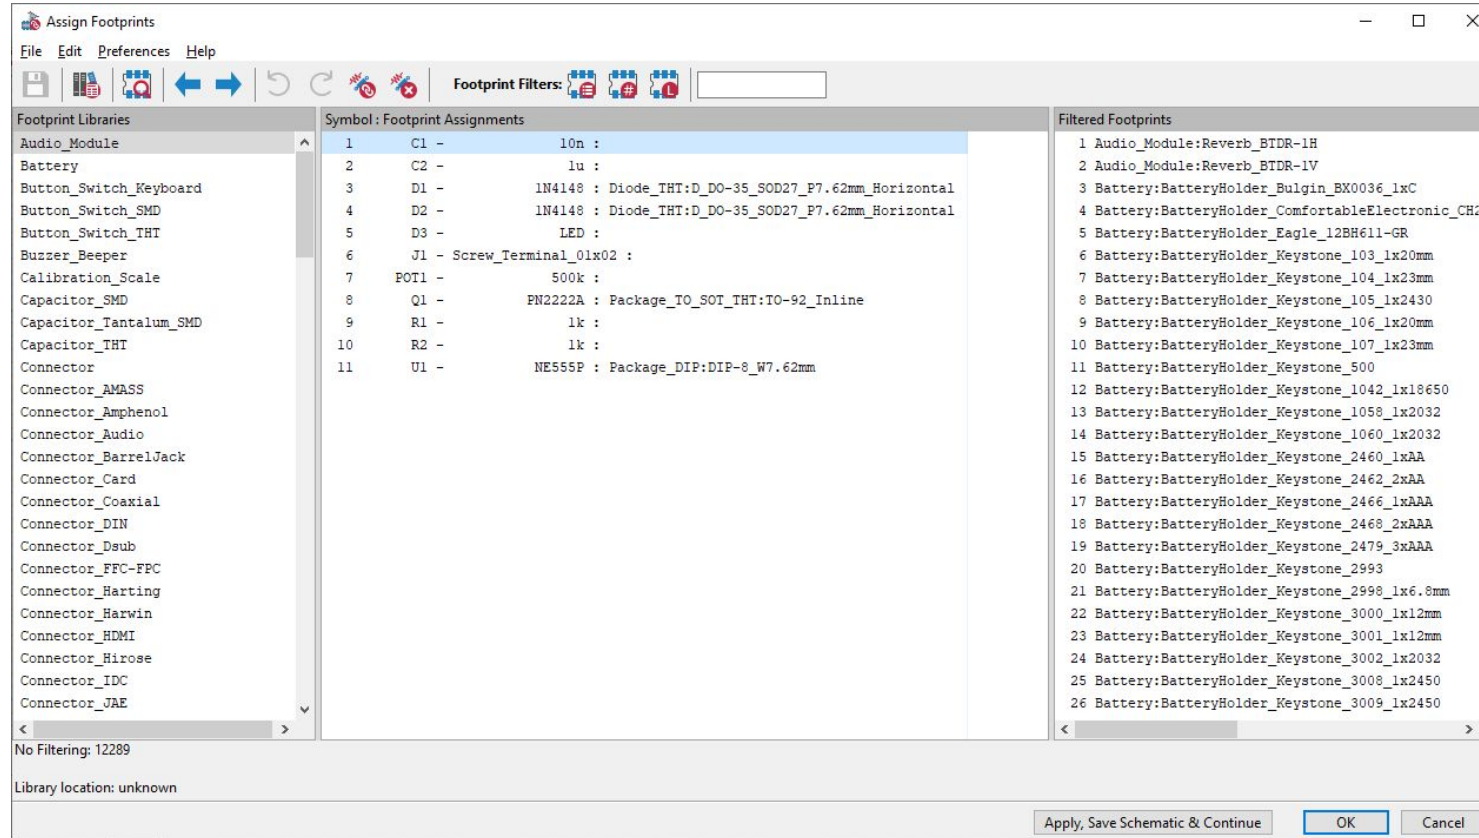 Assign Footprints
File Edit Preferences Help
Footprint Filters:
Footprint Libraries
Audio_Module
Battery
Button_Switch_Keyboard
Button_Switch_SMD
Button_Switch_THT
Buzzer_Beeper
Calibration_Scale
Capacitor_SMD
Capacitor_Tantalum_SMD
Capacitor_THT
Connector
Connector_AMASS
Connector_Amphenol
Connector_Audio
Connector_BarrelJack
Connector_Card
Connector_Coaxial
Connector_DIN
Connector_Dsub
Connector_FFC-FPC
Connector_Harting
Connector_Harwin
Connector_HDMI
Connector_Hirose
Connector_IDC
Connector_JAE
Symbol : Footprint Assignments
1 C1 - 10n :
2 C2 - 1u :
3 D1 - 1N4148 : Diode_THT:D_DO-35_SOD27_P7.62mm_Horizontal
4 D2 - 1N4148 : Diode_THT:D_DO-35_SOD27_P7.62mm_Horizontal
5 D3 - LED :
6 J1 - Screw_Terminal_01x02 :
7 POT1 - 500k :
8 Q1 - PN2222A : Package_TO_SOT_THT:TO-92_Inline
9 R1 - 1k :
10 R2 - 1k :
11 U1 - NE555P : Package_DIP:DIP-8_W7.62mm
Filtered Footprints
1 Audio_Module:Reverb_BTDR-1H
2 Audio_Module:Reverb_BTDR-1V
3 Battery:BatteryHolder_Bulgin_BX0036_1xC
4 Battery:BatteryHolder_ComfortableElectronic_CH2
5 Battery:BatteryHolder_Eagle_12BH611-GR
6 Battery:BatteryHolder_Keystone_103_1x20mm
7 Battery:BatteryHolder_Keystone_104_1x23mm
8 Battery:BatteryHolder_Keystone_105_1x2430
9 Battery:BatteryHolder_Keystone_106_1x20mm
10 Battery:BatteryHolder_Keystone_107_1x23mm
11 Battery:BatteryHolder_Keystone_500
12 Battery:BatteryHolder_Keystone_1042_1x18650
13 Battery:BatteryHolder_Keystone_1058_1x2032
14 Battery:BatteryHolder_Keystone_1060_1x2032
15 Battery:BatteryHolder_Keystone_2460_1xAA
16 Battery:BatteryHolder_Keystone_2462_2xAA
17 Battery:BatteryHolder_Keystone_2466_1xAAA
18 Battery:BatteryHolder_Keystone_2468_2xAAA
19 Battery:BatteryHolder_Keystone_2479_3xAAA
20 Battery:BatteryHolder_Keystone_2993
21 Battery:BatteryHolder_Keystone_2998_1x6.8mm
22 Battery:BatteryHolder_Keystone_3000_1x12mm
23 Battery:BatteryHolder_Keystone_3001_1x12mm
24 Battery:BatteryHolder_Keystone_3002_1x2032
25 Battery:BatteryHolder_Keystone_3008_1x2450
26 Battery:BatteryHolder_Keystone_3009_1x2450
No Filtering: 12289
Library location: unknown
Apply, Save Schematic & Continue OK Cancel